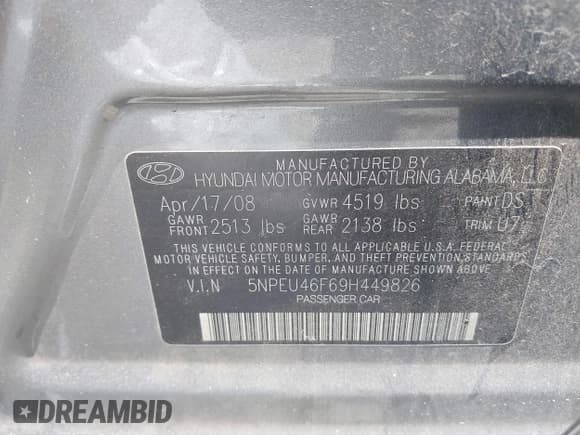 MANUFACTURED BY
HYUNDAI MOTOR MANUFACTURING ALABAMA, LLC
Apr/17/08 GVWR 4519 lbs PAINT DS
GAWR FRONT 2513 lbs GAWR REAR 2138 lbs TRIM U7
THIS VEHICLE CONFORMS TO ALL APPLICABLE U.S.A. FEDERAL
MOTOR VEHICLE SAFETY, BUMPER, AND THEFT PREVENTION STANDARDS
IN EFFECT ON THE DATE OF MANUFACTURE SHOWN ABOVE.
V.I.N 5NPEU46F69H449826
PASSENGER CAR
DREAMBID